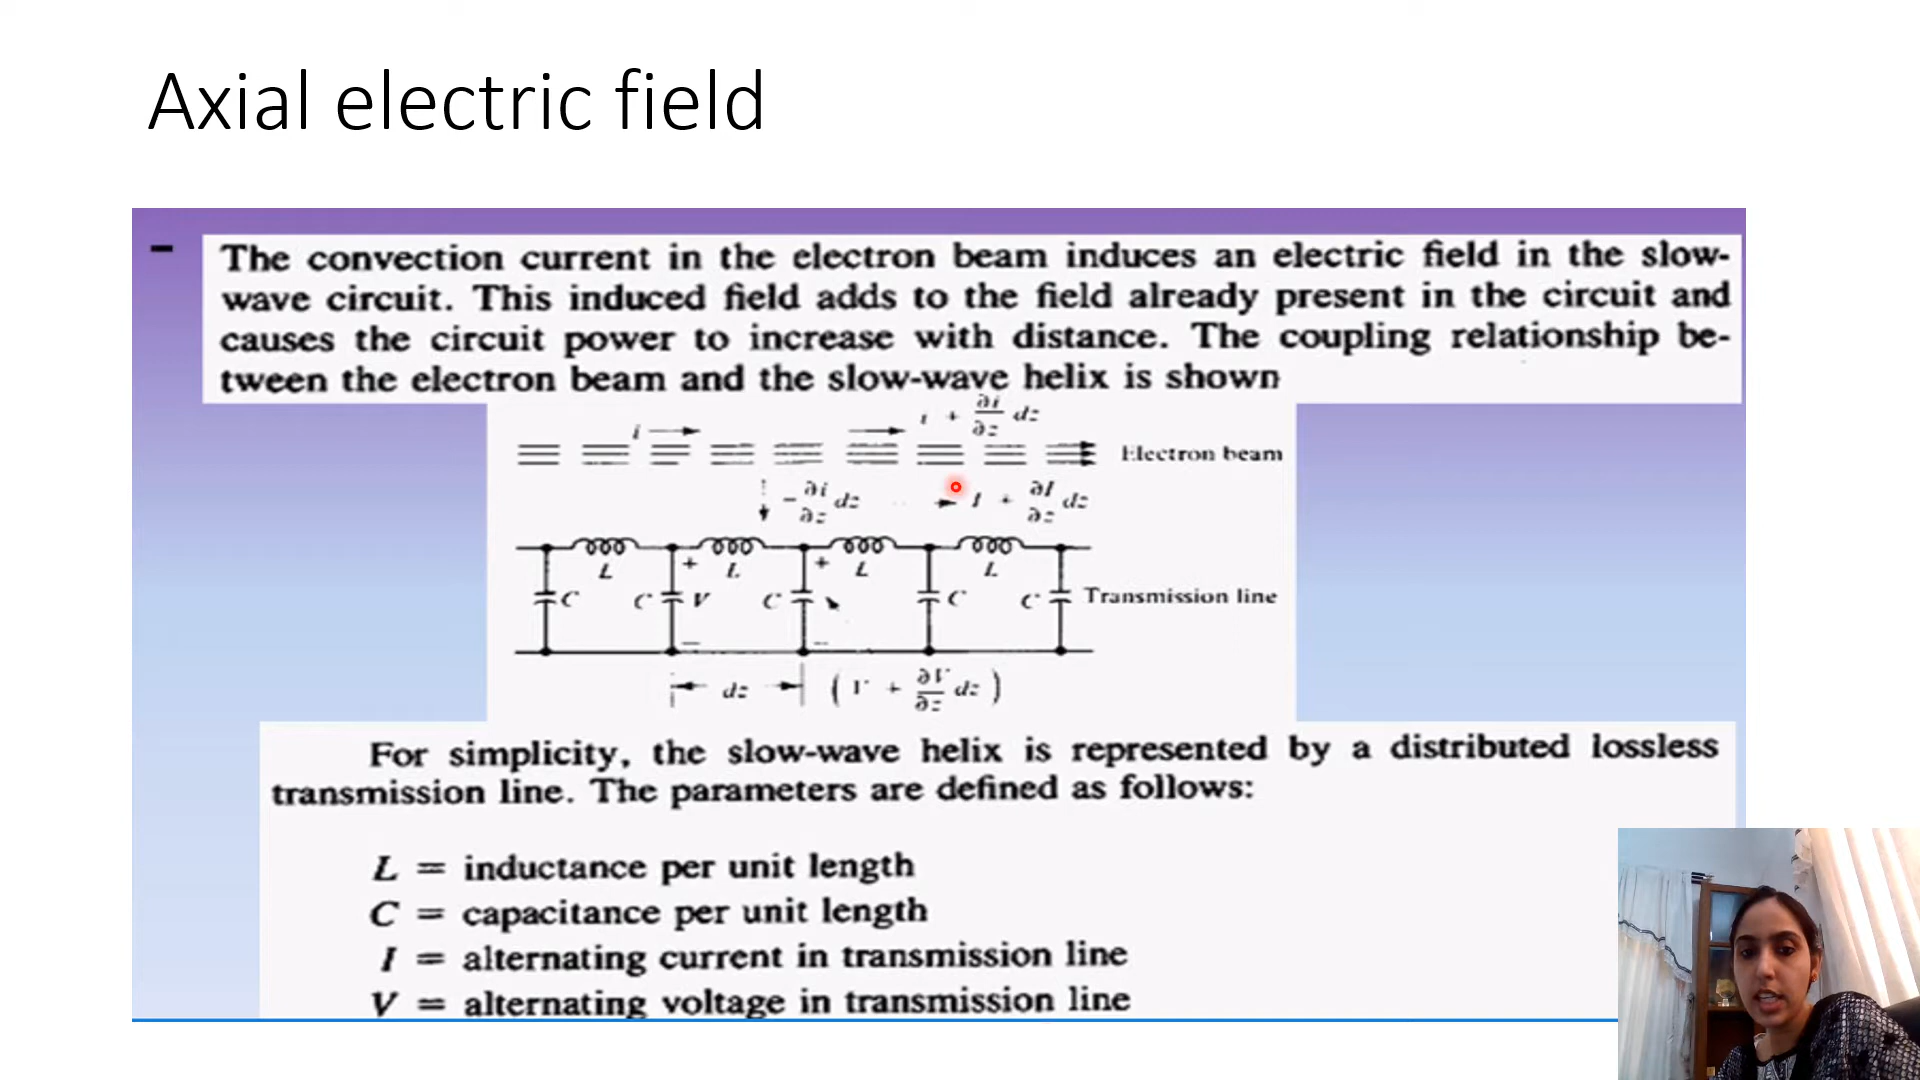 Axial electric field
– The convection current in the electron beam induces an electric field in the slow-
wave circuit. This induced field adds to the field already present in the circuit and
causes the circuit power to increase with distance. The coupling relationship be-
tween the electron beam and the slow-wave helix is shown
i
+ ∂i/∂z dz
Electron beam
– ∂i/∂z dz
I + ∂I/∂z dz
L L L L
+ +
C C V C C C
Transmission line
– –
dz (V + ∂V/∂z dz)
For simplicity, the slow-wave helix is represented by a distributed lossless
transmission line. The parameters are defined as follows:
L = inductance per unit length
C = capacitance per unit length
I = alternating current in transmission line
V = alternating voltage in transmission line